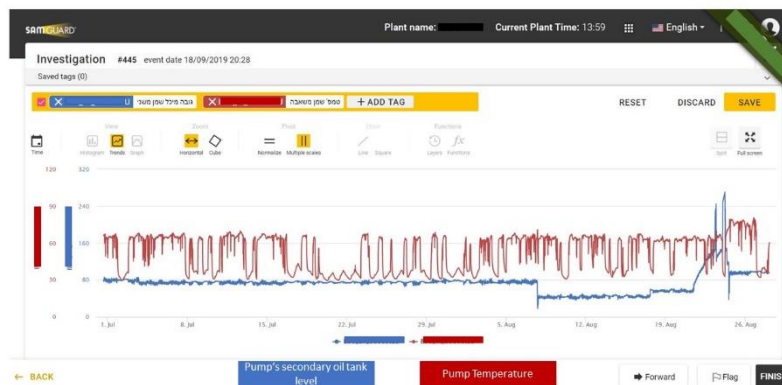 SAMGUARD
Plant name:
Current Plant Time: 13:59
English
Investigation #445 event date 18/09/2019 20:28
Saved tags (0)
גובה מיכל שמן משני
טמפ' שמן משאבה
+ ADD TAG
RESET
DISCARD
SAVE
View
Zoom
Functions
Time
Histogram
Trends
Graph
Horizontal
Cube
Normalize
Multiple scales
Line
Square
Layers
Functions
Split
Full screen
120
320
90
240
60
160
30
80
0
0
1. Jul
8. Jul
15. Jul
22. Jul
29. Jul
5. Aug
12. Aug
19. Aug
26. Aug
BACK
Pump's secondary oil tank
level
Pump Temperature
Forward
Flag
FINIS